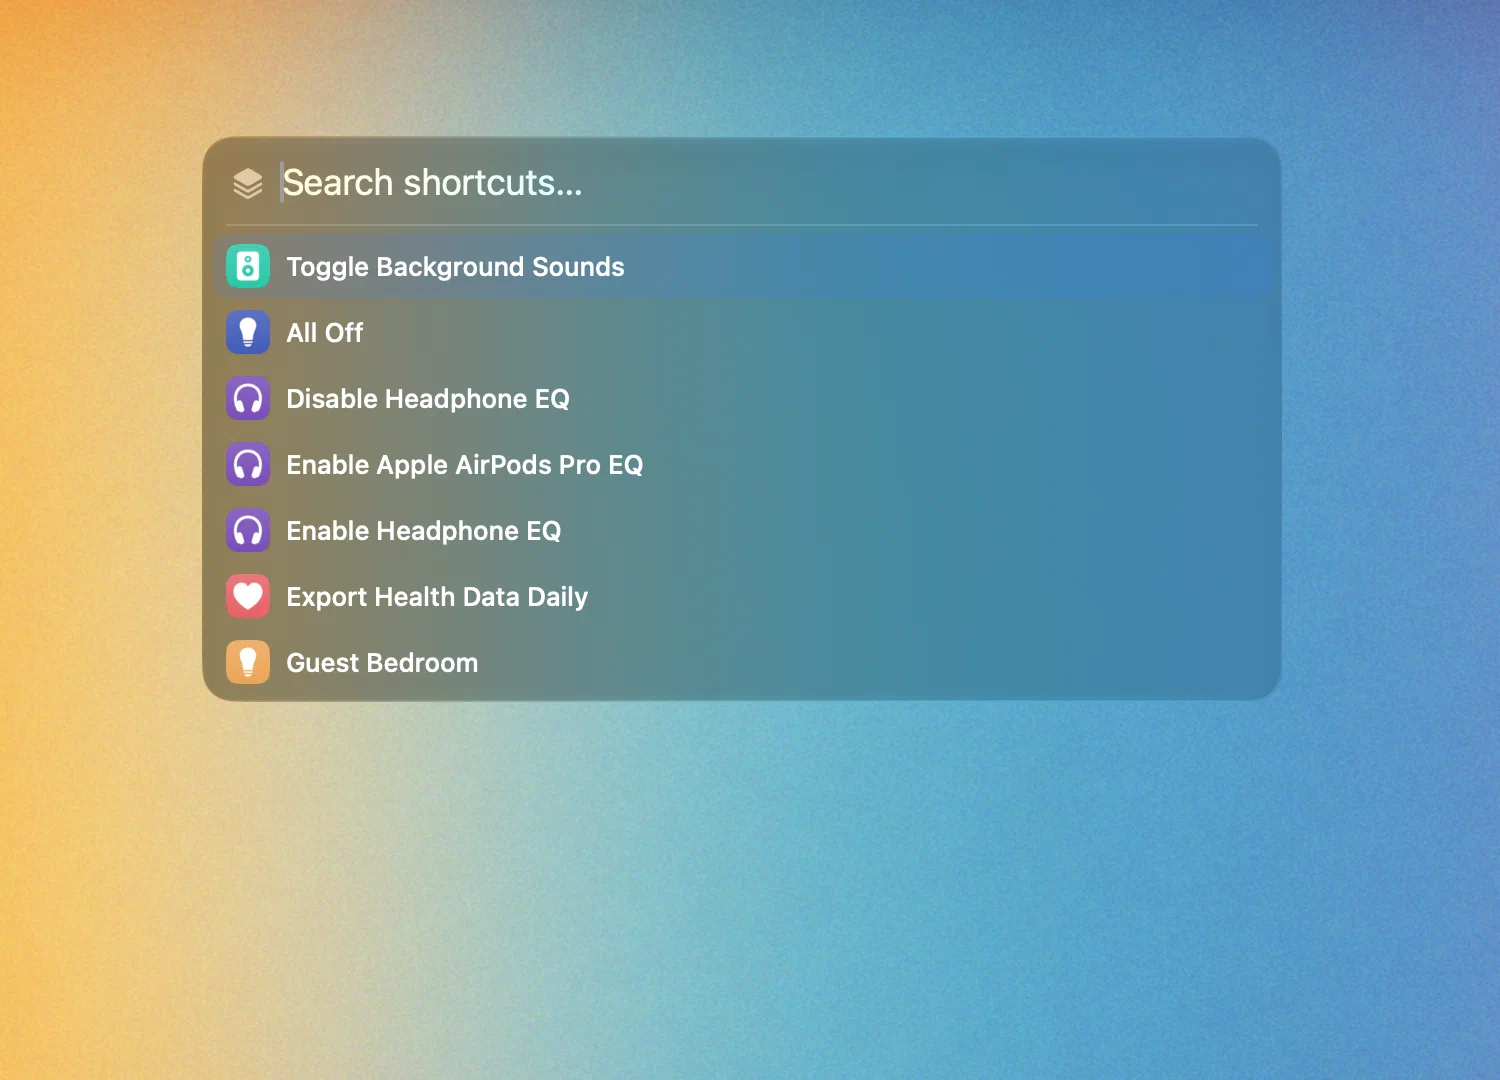 Search shortcuts...
Toggle Background Sounds
All Off
Disable Headphone EQ
Enable Apple AirPods Pro EQ
Enable Headphone EQ
Export Health Data Daily
Guest Bedroom